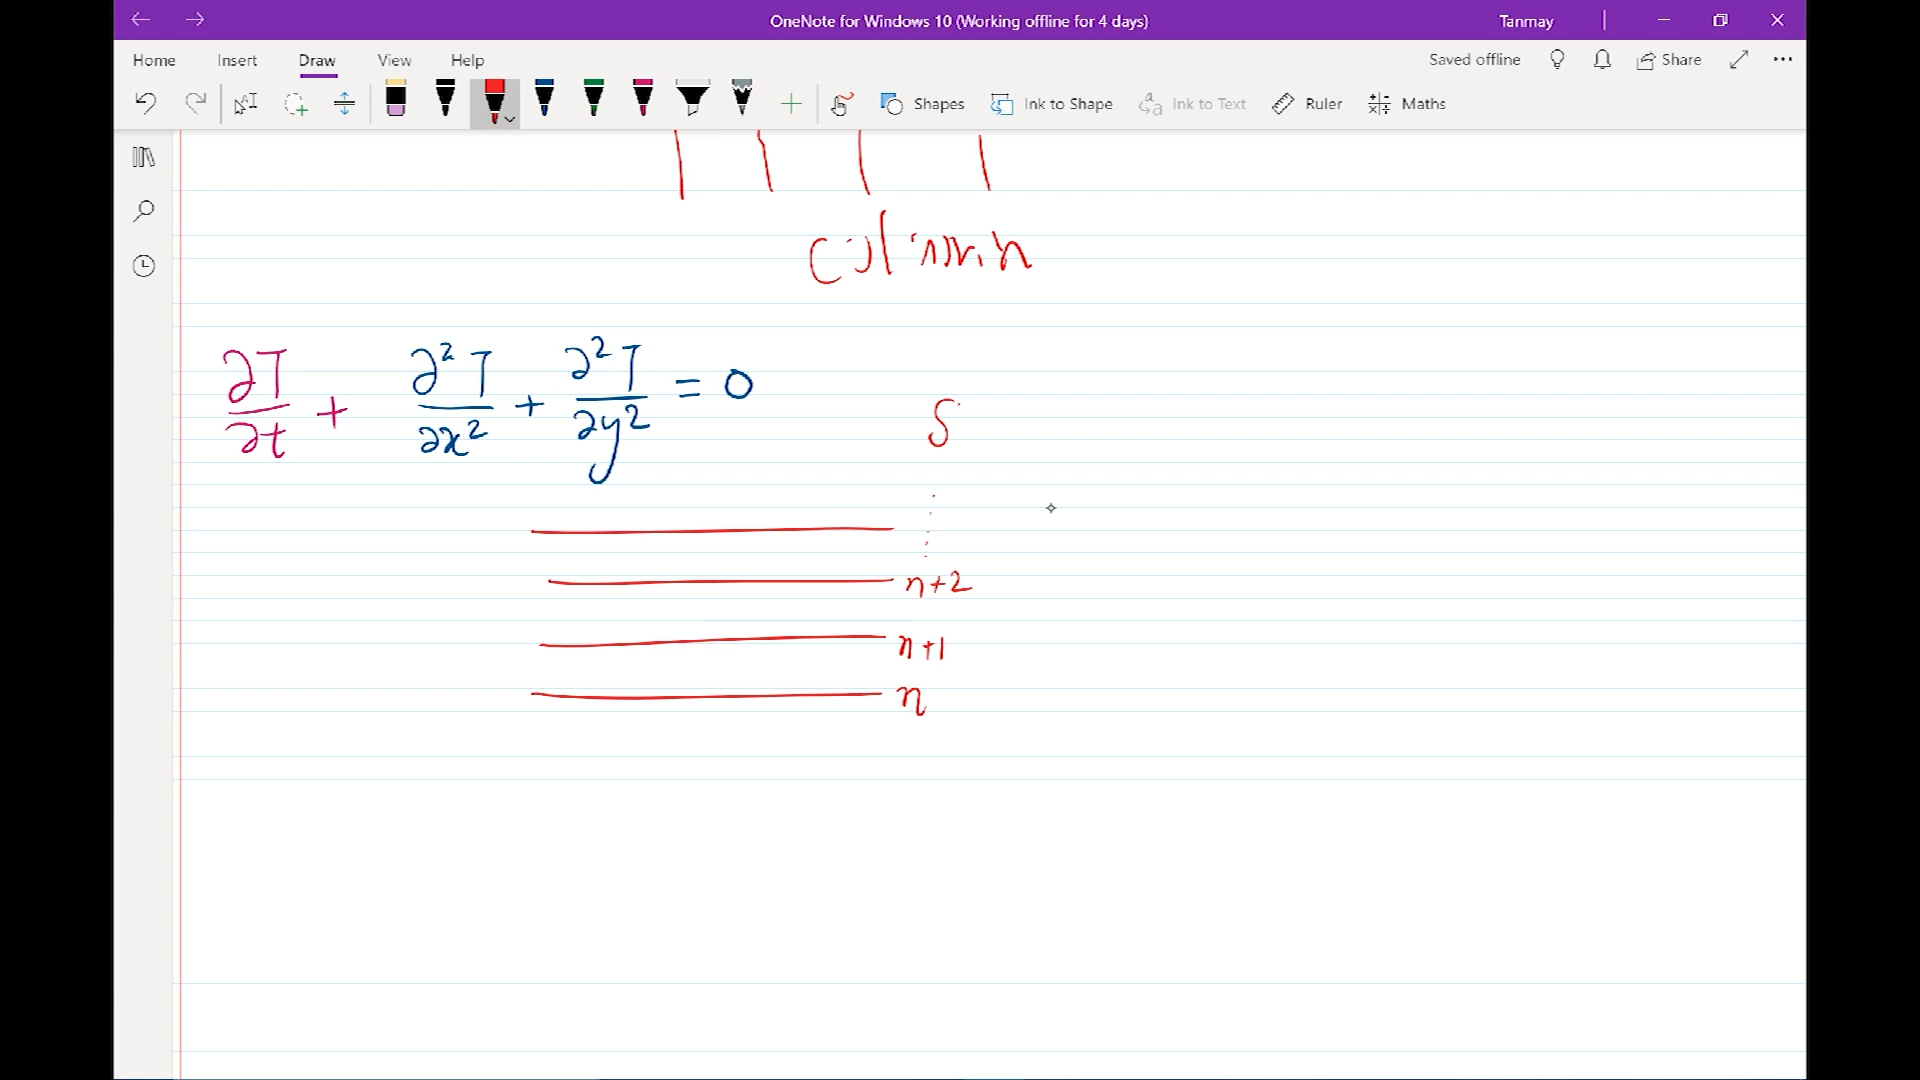 OneNote for Windows 10 (Working offline for 4 days)
Tanmay
Home Insert Draw View Help
Saved offline Share
Shapes Ink to Shape Ink to Text Ruler Maths
∂T/∂t + ∂²T/∂x² + ∂²T/∂y² = 0
S
n+2
n+1
n